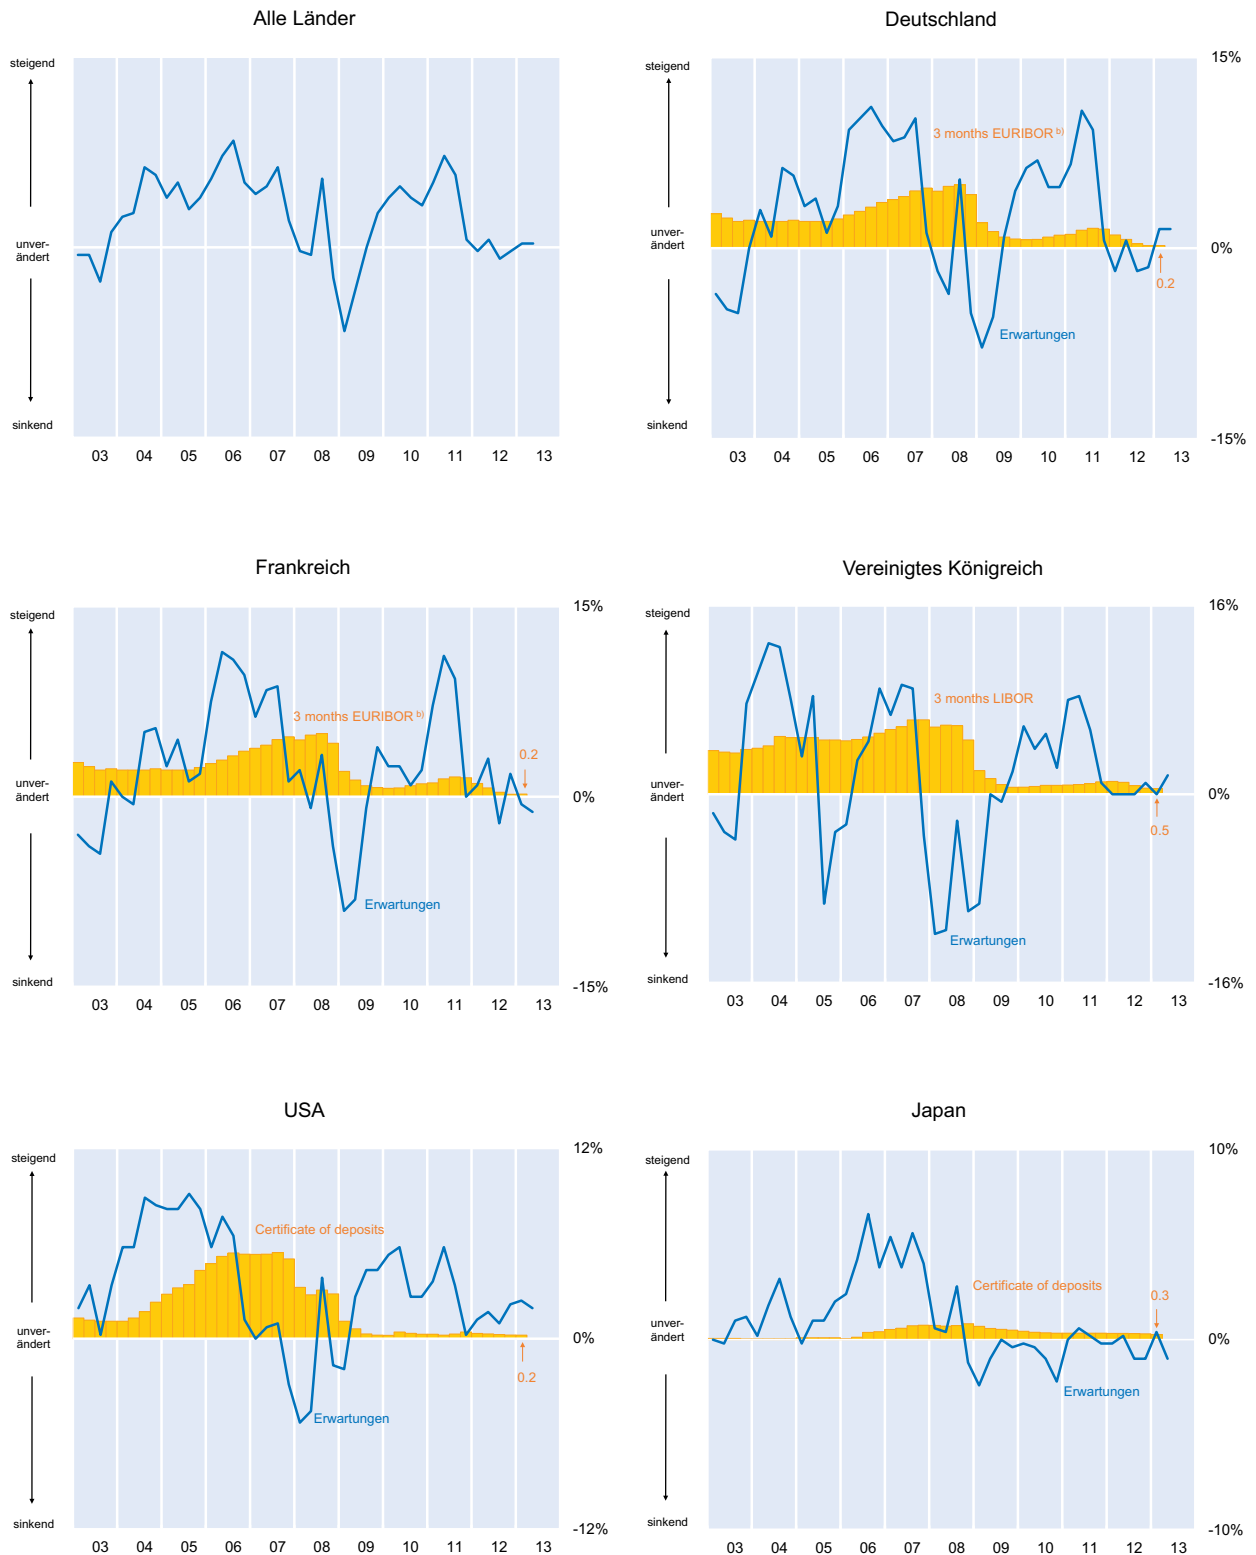 Alle Länder
steigend
unver-
ändert
sinkend
03 04 05 06 07 08 09 10 11 12 13
Deutschland
steigend
unver-
ändert
sinkend
15%
0%
-15%
3 months EURIBOR b)
0.2
Erwartungen
03 04 05 06 07 08 09 10 11 12 13
Frankreich
steigend
unver-
ändert
sinkend
15%
0%
-15%
3 months EURIBOR b)
0.2
Erwartungen
03 04 05 06 07 08 09 10 11 12 13
Vereinigtes Königreich
steigend
unver-
ändert
sinkend
16%
0%
-16%
3 months LIBOR
0.5
Erwartungen
03 04 05 06 07 08 09 10 11 12 13
USA
steigend
unver-
ändert
sinkend
12%
0%
-12%
Certificate of deposits
0.2
Erwartungen
03 04 05 06 07 08 09 10 11 12 13
Japan
steigend
unver-
ändert
sinkend
10%
0%
-10%
Certificate of deposits
0.3
Erwartungen
03 04 05 06 07 08 09 10 11 12 13